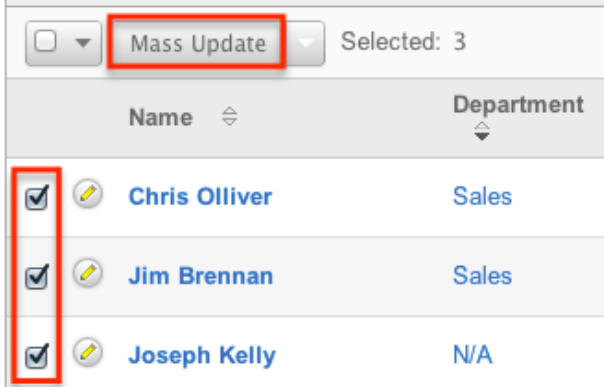 Mass Update Selected: 3
Name Department
Chris Olliver Sales
Jim Brennan Sales
Joseph Kelly N/A